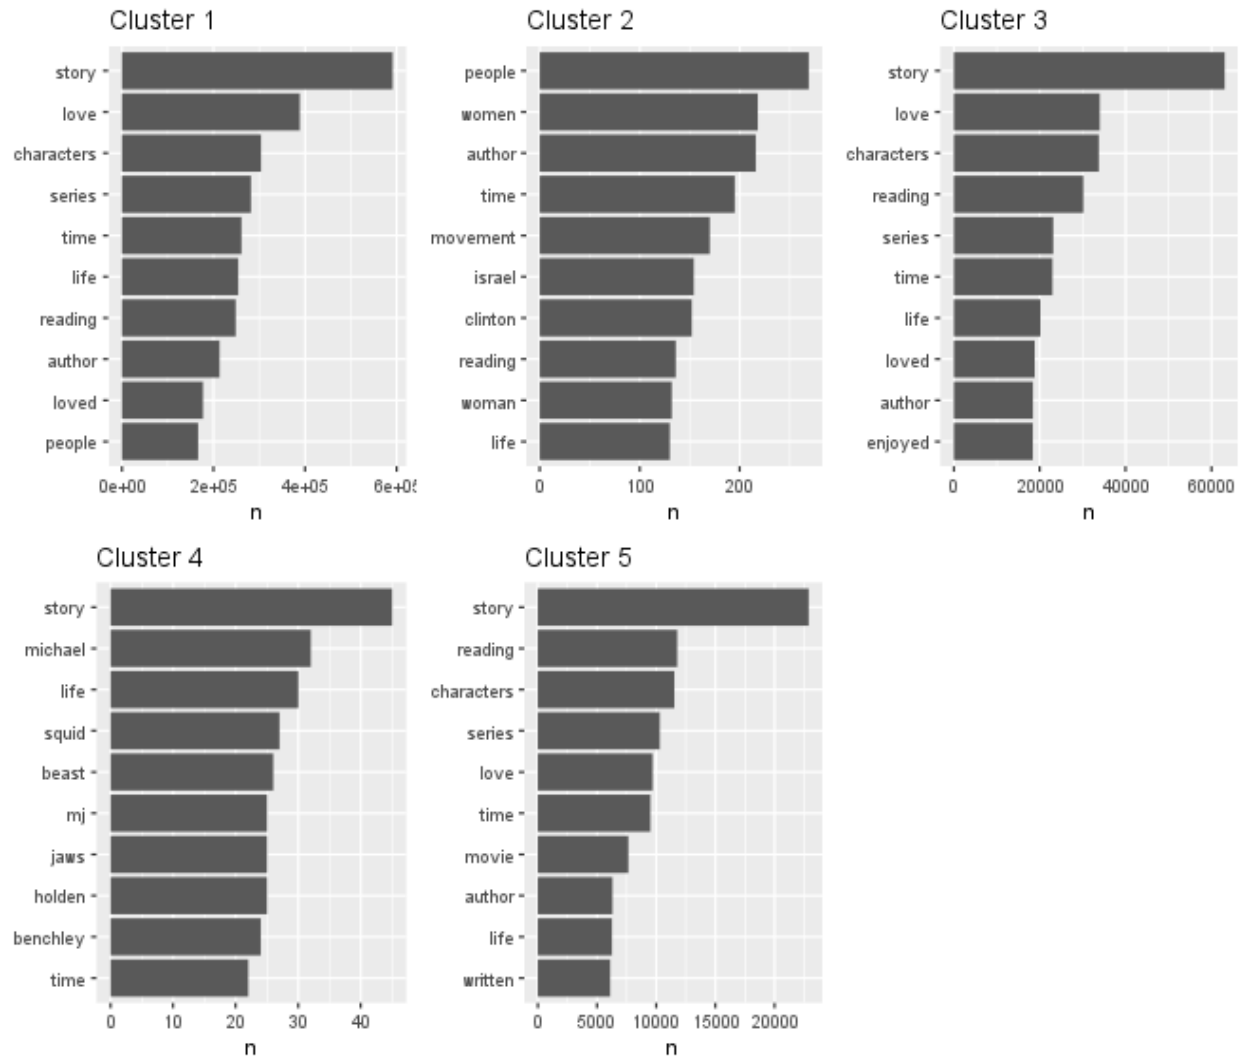 Cluster 1
story
love
characters
series
time
life
reading
author
loved
people
0e+00 2e+05 4e+05 6e+05
n
Cluster 2
people
women
author
time
movement
israel
clinton
reading
woman
life
0 100 200
n
Cluster 3
story
love
characters
reading
series
time
life
loved
author
enjoyed
0 20000 40000 60000
n
Cluster 4
story
michael
life
squid
beast
mj
jaws
holden
benchley
time
0 10 20 30 40
n
Cluster 5
story
reading
characters
series
love
time
movie
author
life
written
0 5000 10000 15000 20000
n